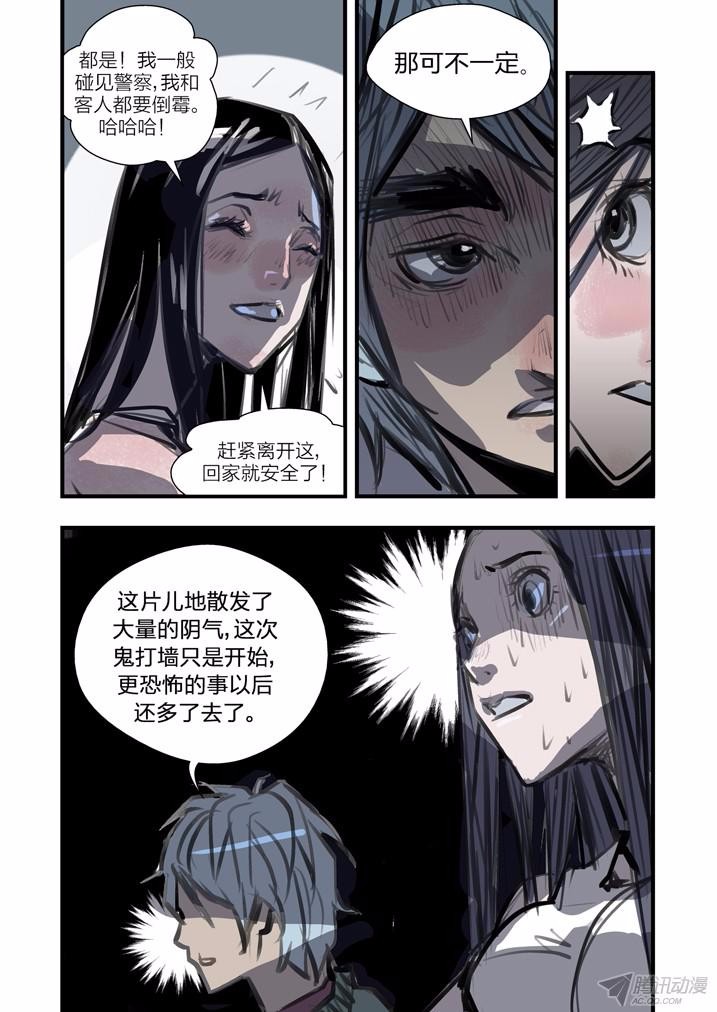 都是！我一般
碰见警察，我和
客人都要倒霉。
哈哈哈！
赶紧离开这，
回家就安全了！
那可不一定。
这片儿地散发了
大量的阴气，这次
鬼打墙只是开始，
更恐怖的事以后
还多了去了。
腾讯动漫
AC.QQ.COM